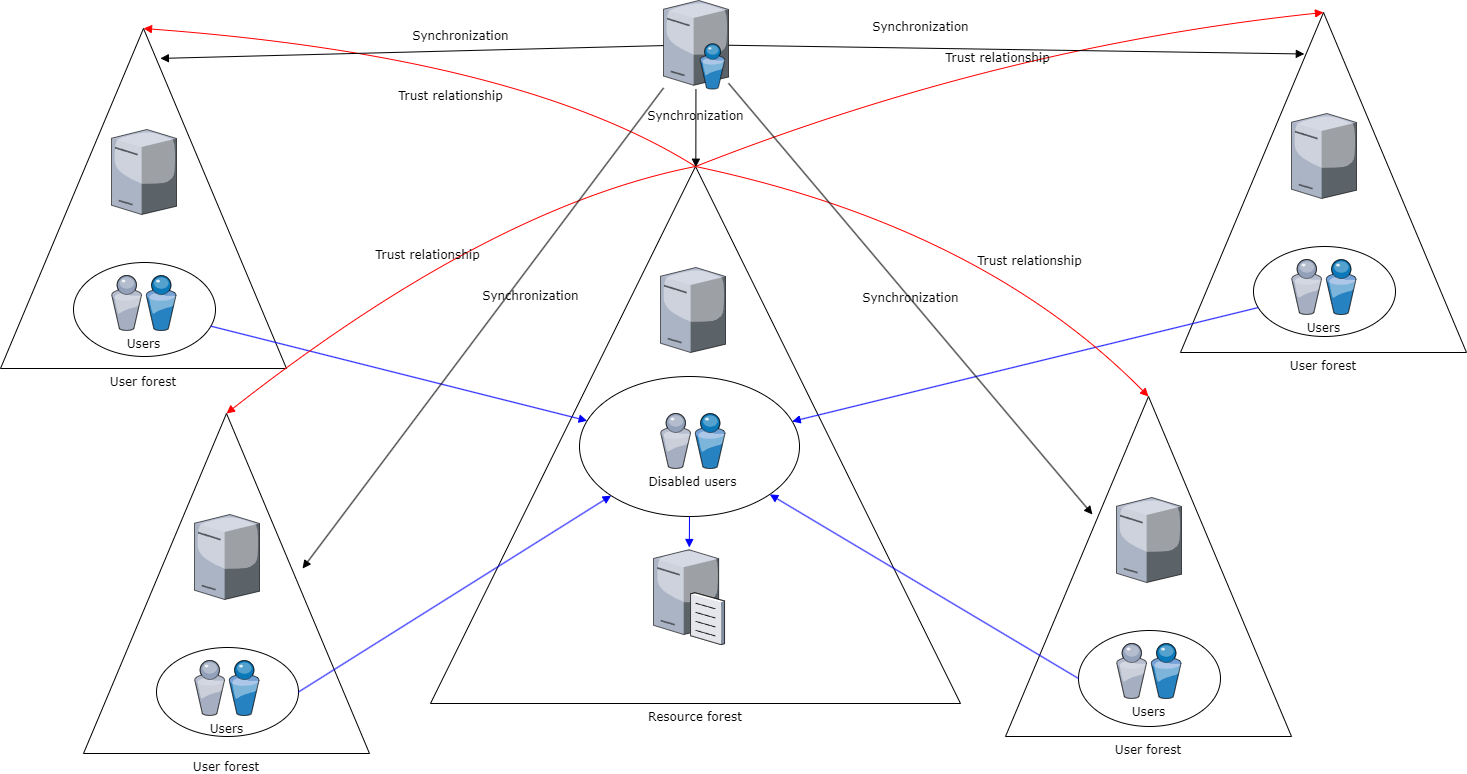 Synchronization
Synchronization
Trust relationship
Trust relationship
Synchronization
Trust relationship
Trust relationship
Synchronization
Synchronization
Users
User forest
Users
User forest
Disabled users
Users
User forest
Resource forest
Users
User forest